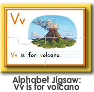 Vv
Vv is for volcano.
Alphabet Jigsaw:
Vv is for volcano